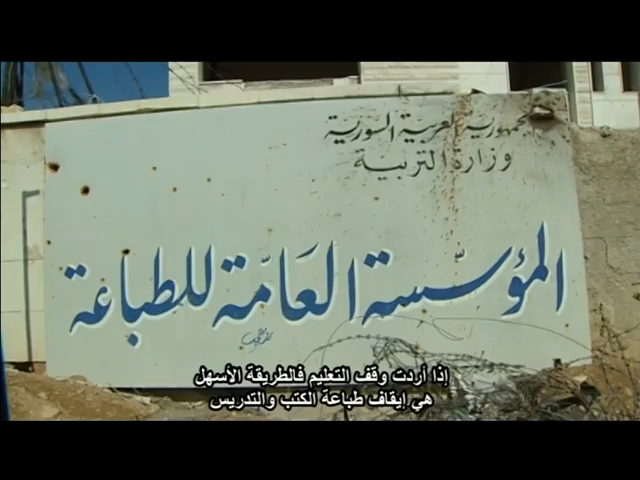 الجمهورية العربية السورية
وزارة التربية
المؤسسة العامة للطباعة
إذا أردت وقف التعليم فالطريقة الأسهل
هي إيقاف طباعة الكتب والتدريس